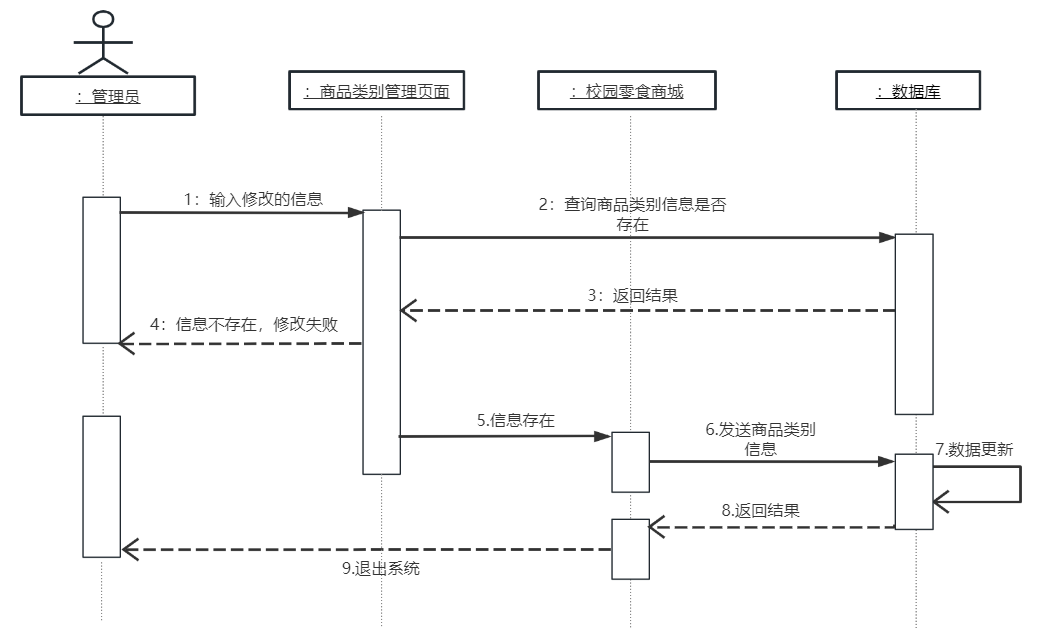 ：管理员
：商品类别管理页面
：校园零食商城
：数据库
1：输入修改的信息
2：查询商品类别信息是否
存在
3：返回结果
4：信息不存在，修改失败
5.信息存在
6.发送商品类别
信息
7.数据更新
8.返回结果
9.退出系统